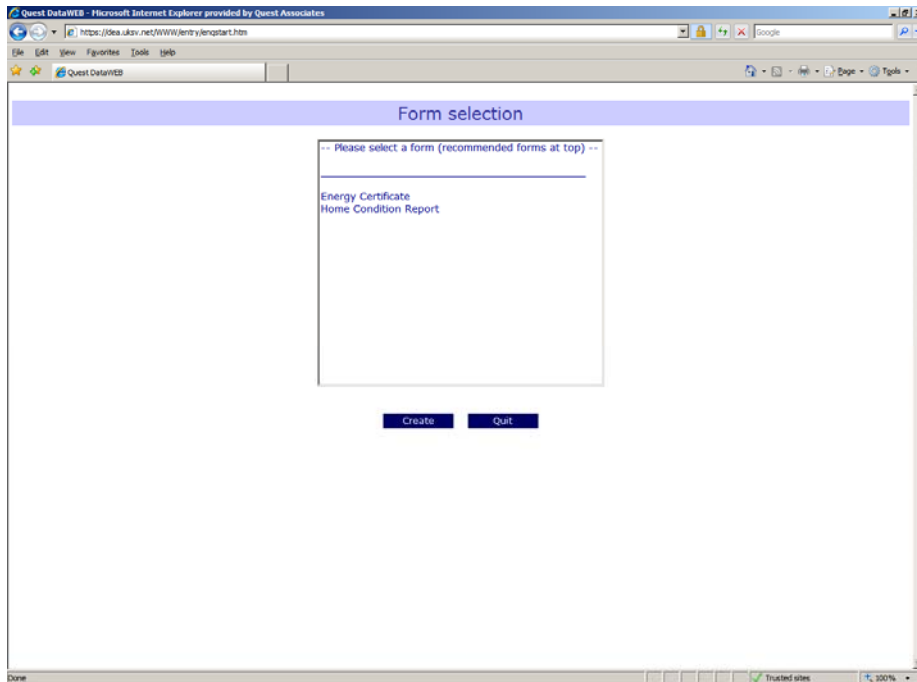 Quest DataWEB - Microsoft Internet Explorer provided by Quest Associates
https://idea.uksv.net/WWW/entry/enqstart.htm
Google
File Edit View Favorites Tools Help
Quest DataWEB
Page Tools
Form selection
-- Please select a form (recommended forms at top) --
Energy Certificate
Home Condition Report
Create Quit
Done
Trusted sites
100%